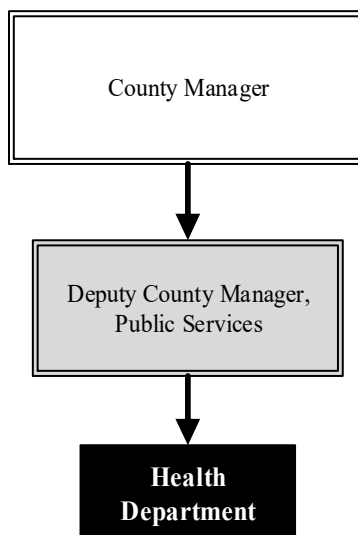 County Manager
Deputy County Manager,
Public Services
Health
Department